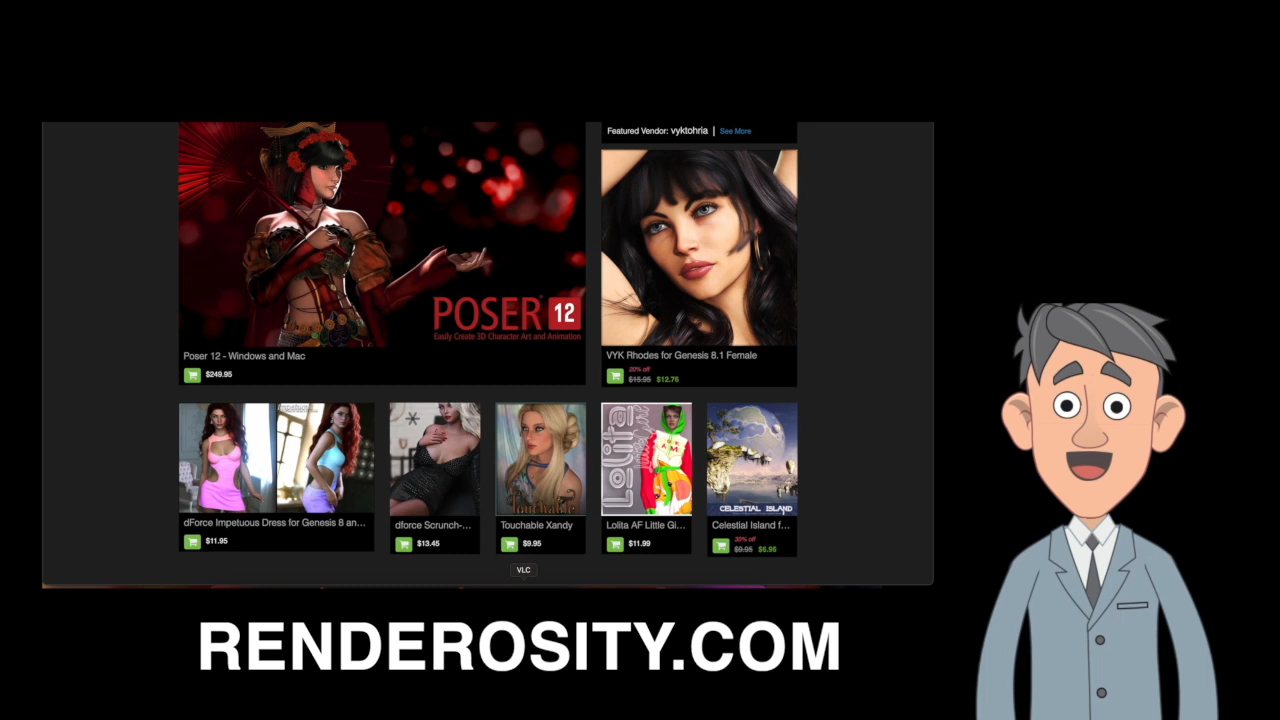 Featured Vendor: vyktohria | See More
POSER 12
Easily Create 3D Character Art and Animation
Poser 12 - Windows and Mac
$249.95
VYK Rhodes for Genesis 8.1 Female
20% off
$15.95 $12.76
Lolita
CELESTIAL ISLAND
dForce Impetuous Dress for Genesis 8 an...
$11.95
dforce Scrunch-...
$13.45
Touchable Xandy
$9.95
Lolita AF Little Gi...
$11.99
Celestial Island f...
30% off
$9.95 $6.96
VLC
RENDEROSITY.COM